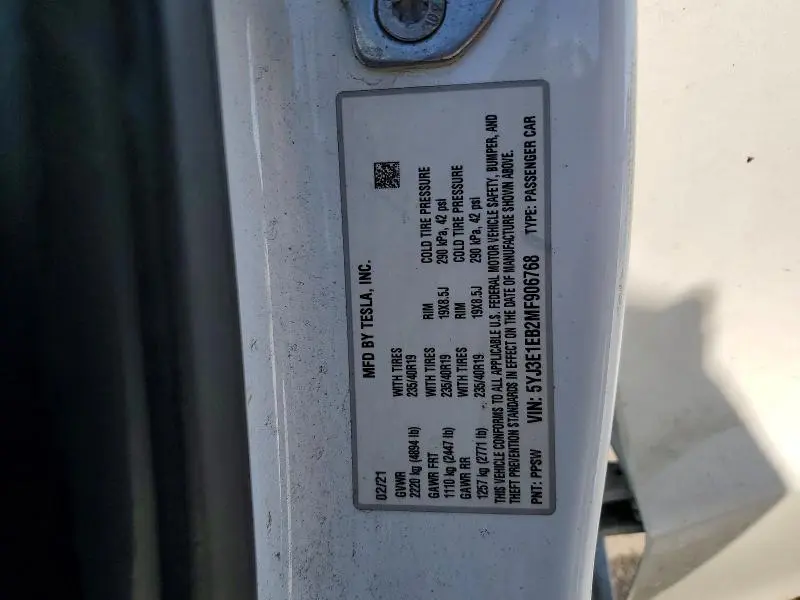 MFD BY TESLA, INC.
02/21
GVWR WITH TIRES RIM COLD TIRE PRESSURE
2220 kg (4894 lb) 235/40R19 19X8.5J 290 kPa, 42 psi
GAWR FRT WITH TIRES RIM COLD TIRE PRESSURE
1110 kg (2447 lb) 235/40R19 19X8.5J 290 kPa, 42 psi
GAWR RR
1257 kg (2771 lb) 235/40R19
THIS VEHICLE CONFORMS TO ALL APPLICABLE U.S. FEDERAL MOTOR VEHICLE SAFETY, BUMPER, AND
THEFT PREVENTION STANDARDS IN EFFECT ON THE DATE OF MANUFACTURE SHOWN ABOVE.
PNT: PPSW VIN: 5YJ3E1EB2MF906768 TYPE: PASSENGER CAR